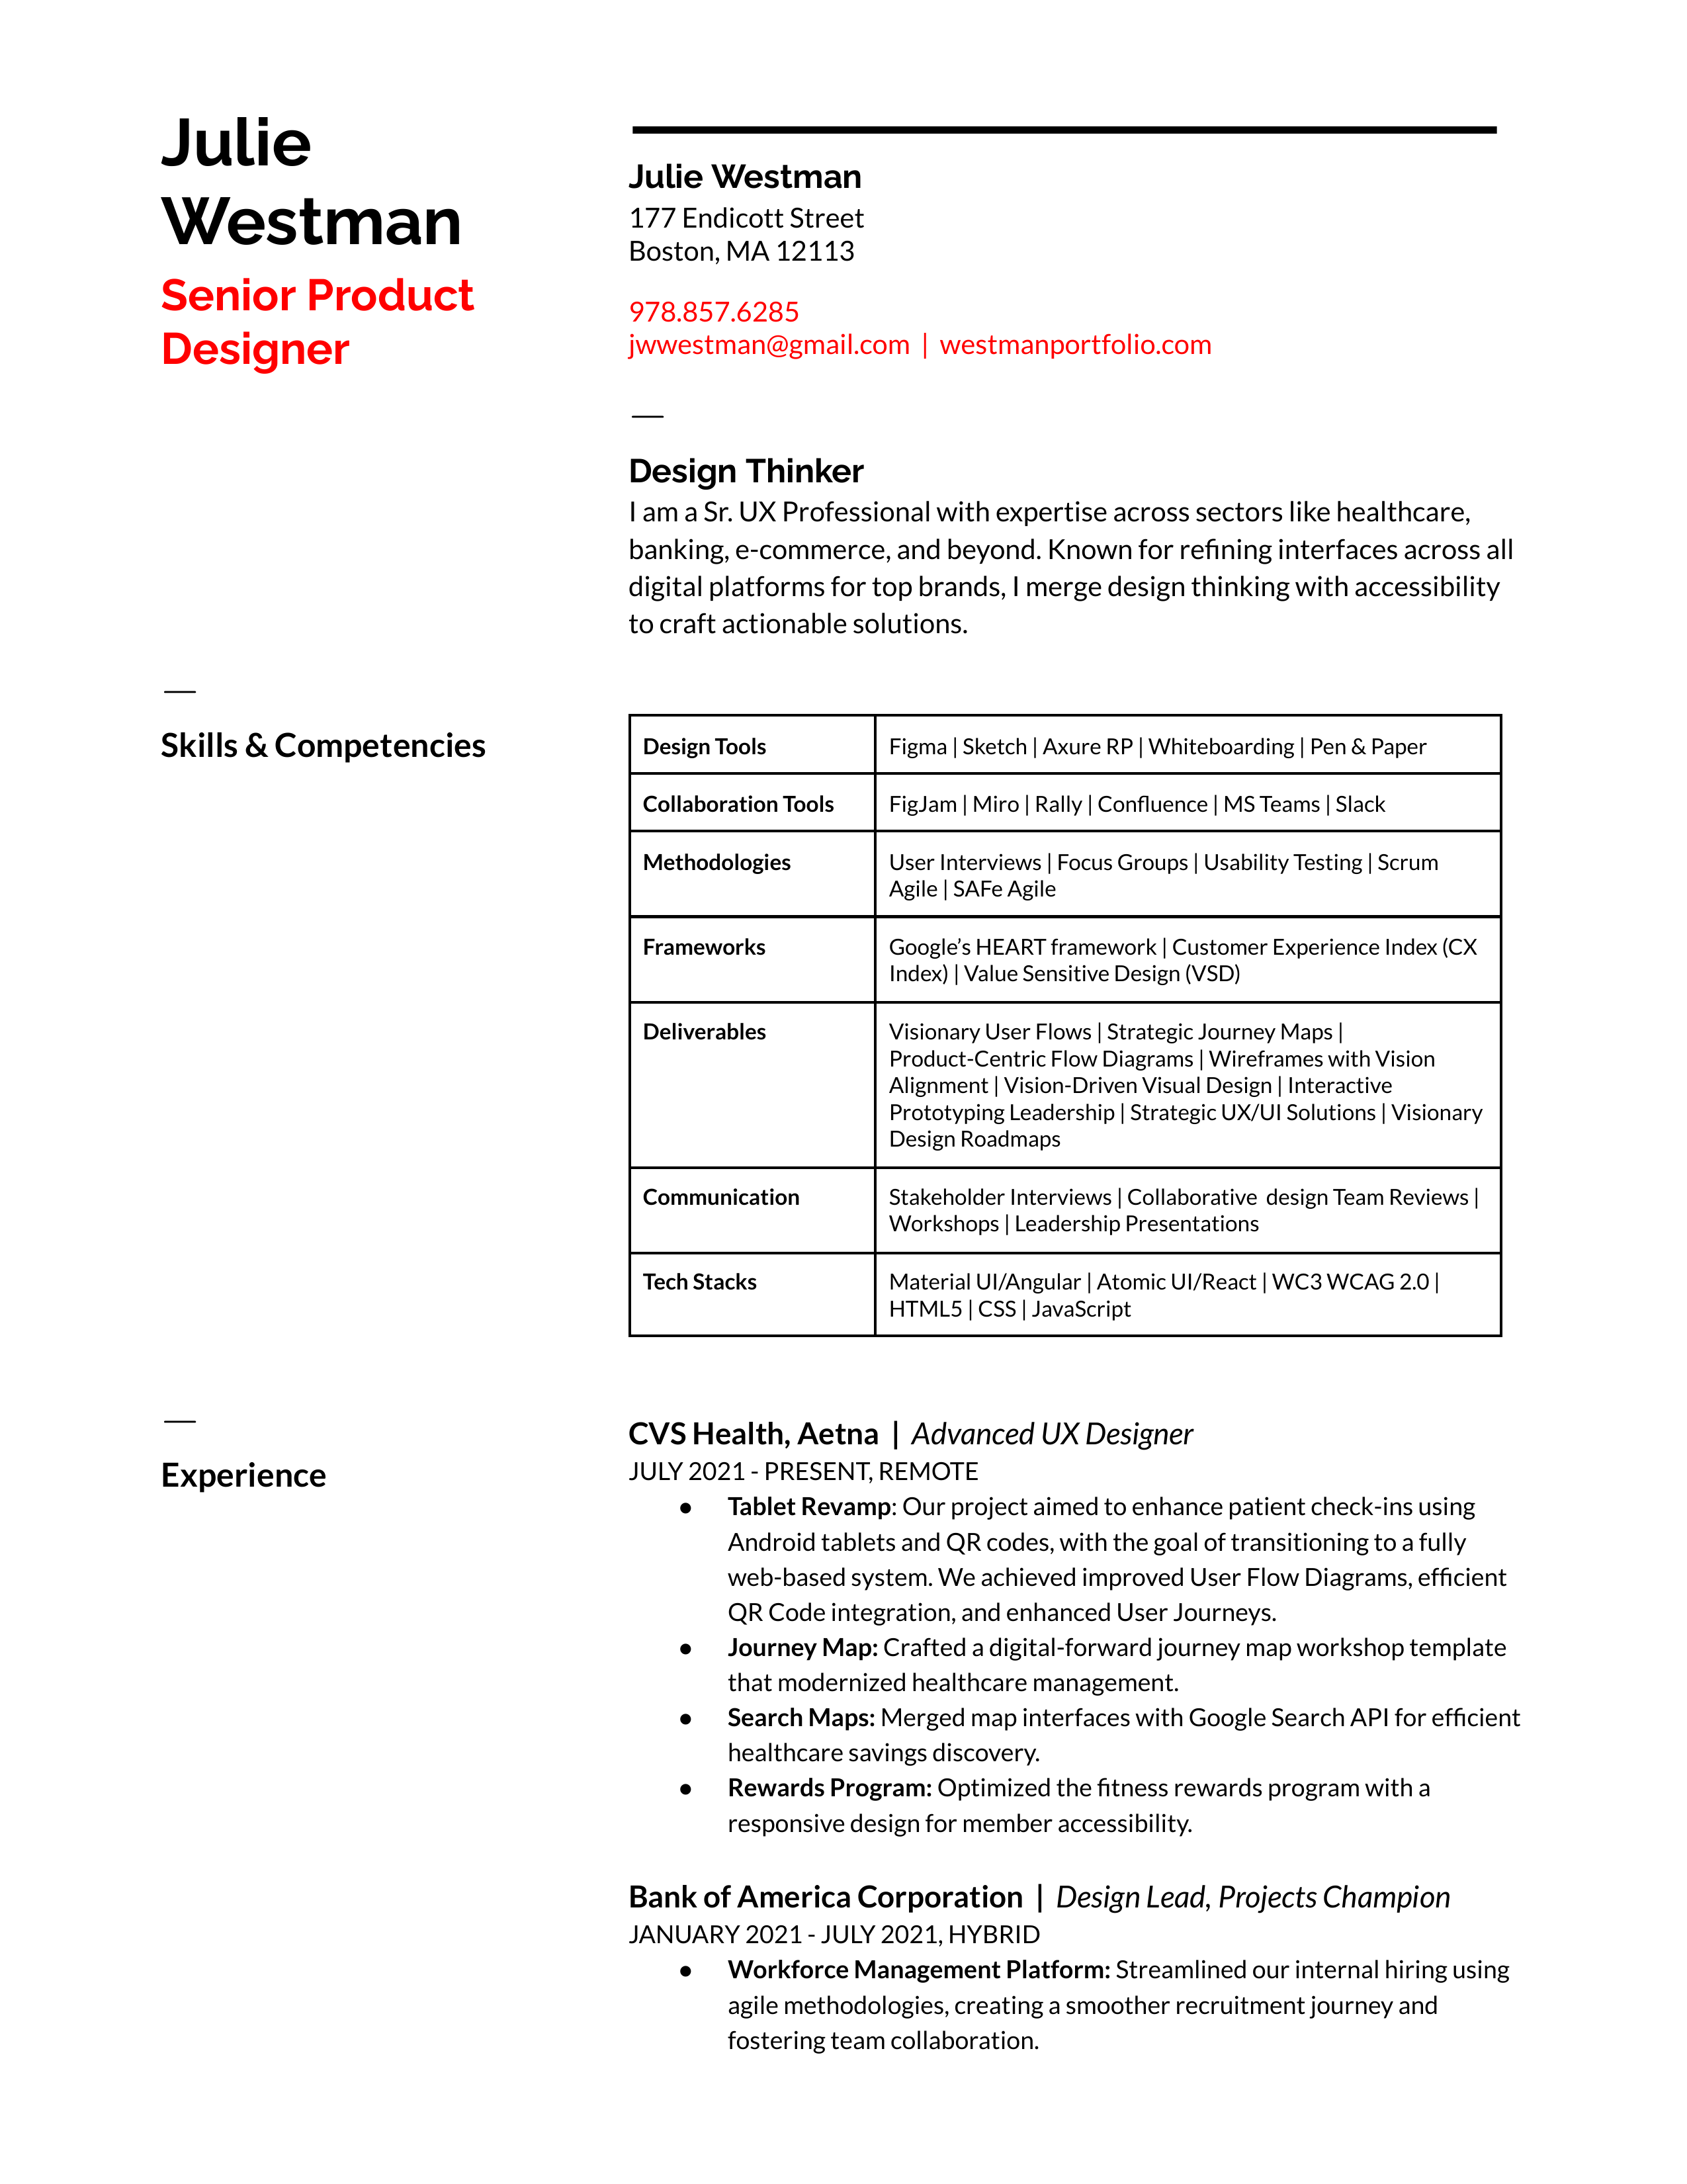 Julie
Westman
Senior Product
Designer
Julie Westman
177 Endicott Street
Boston, MA 12113
978.857.6285
jwwestman@gmail.com | westmanportfolio.com
Design Thinker
I am a Sr. UX Professional with expertise across sectors like healthcare,
banking, e-commerce, and beyond. Known for refining interfaces across all
digital platforms for top brands, I merge design thinking with accessibility
to craft actionable solutions.
Skills & Competencies
Design Tools
Figma | Sketch | Axure RP | Whiteboarding | Pen & Paper
Collaboration Tools
FigJam | Miro | Rally | Confluence | MS Teams | Slack
Methodologies
User Interviews | Focus Groups | Usability Testing | Scrum
Agile | SAFe Agile
Frameworks
Google’s HEART framework | Customer Experience Index (CX
Index) | Value Sensitive Design (VSD)
Deliverables
Visionary User Flows | Strategic Journey Maps |
Product-Centric Flow Diagrams | Wireframes with Vision
Alignment | Vision-Driven Visual Design | Interactive
Prototyping Leadership | Strategic UX/UI Solutions | Visionary
Design Roadmaps
Communication
Stakeholder Interviews | Collaborative design Team Reviews |
Workshops | Leadership Presentations
Tech Stacks
Material UI/Angular | Atomic UI/React | WC3 WCAG 2.0 |
HTML5 | CSS | JavaScript
Experience
CVS Health, Aetna | Advanced UX Designer
JULY 2021 - PRESENT, REMOTE
● Tablet Revamp: Our project aimed to enhance patient check-ins using
Android tablets and QR codes, with the goal of transitioning to a fully
web-based system. We achieved improved User Flow Diagrams, efficient
QR Code integration, and enhanced User Journeys.
● Journey Map: Crafted a digital-forward journey map workshop template
that modernized healthcare management.
● Search Maps: Merged map interfaces with Google Search API for efficient
healthcare savings discovery.
● Rewards Program: Optimized the fitness rewards program with a
responsive design for member accessibility.
Bank of America Corporation | Design Lead, Projects Champion
JANUARY 2021 - JULY 2021, HYBRID
● Workforce Management Platform: Streamlined our internal hiring using
agile methodologies, creating a smoother recruitment journey and
fostering team collaboration.